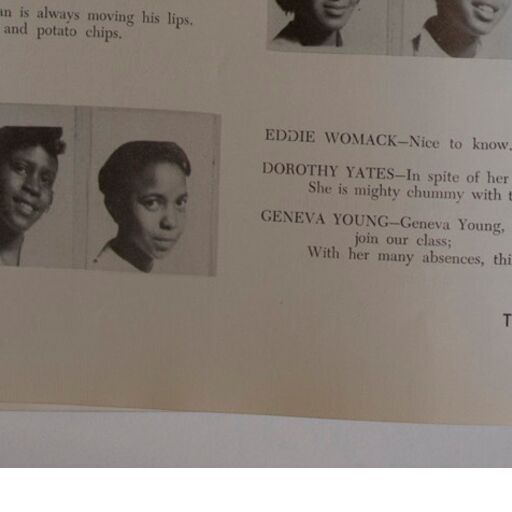 an is always moving his lips.
and potato chips.
EDDIE WOMACK—Nice to know.
DOROTHY YATES—In spite of her
She is mighty chummy with
GENEVA YOUNG—Geneva Young,
join our class;
With her many absences, thi
T